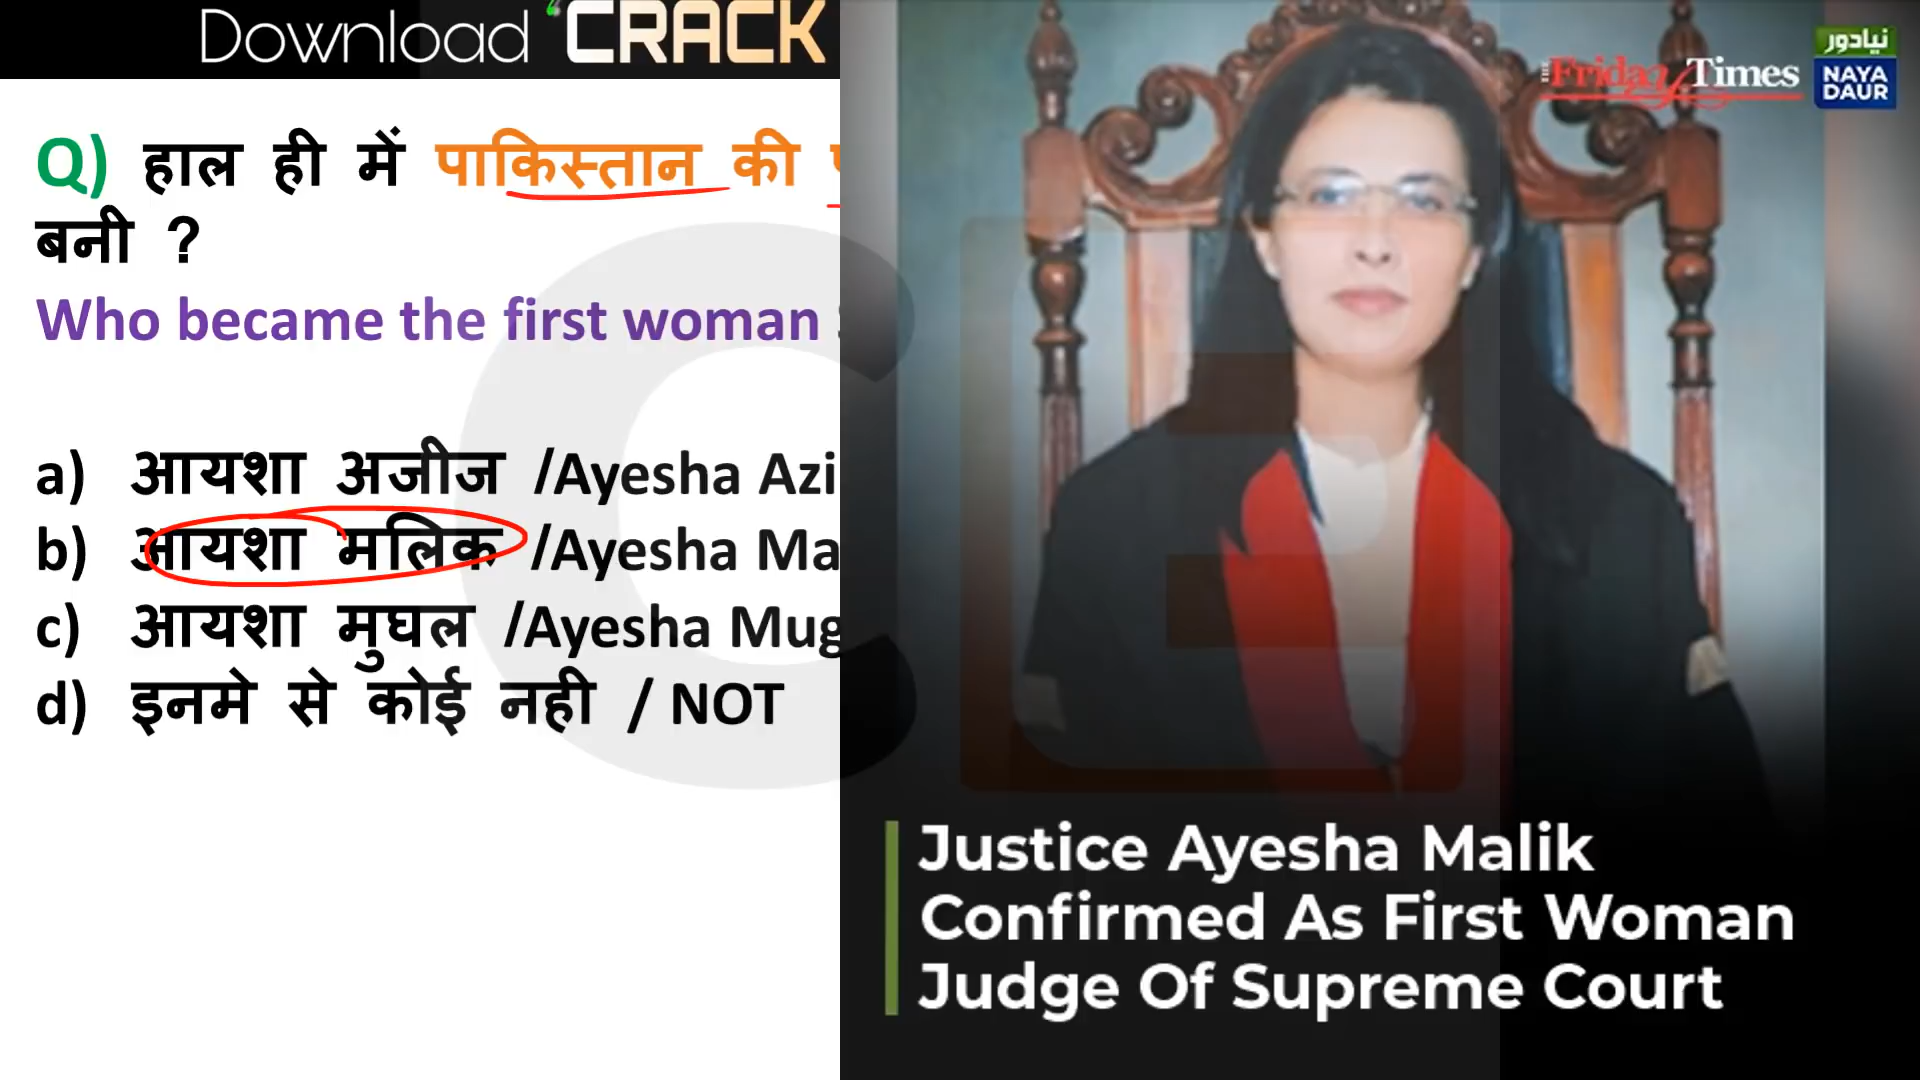 Download CRACK
Q) हाल ही में पाकिस्तान की
बनी ?
Who became the first woman
a) आयशा अजीज /Ayesha Azi
b) आयशा मलिक /Ayesha Ma
c) आयशा मुघल /Ayesha Mug
d) इनमे से कोई नही / NOT
THE Friday Times
نیادور
NAYA
DAUR
Justice Ayesha Malik
Confirmed As First Woman
Judge Of Supreme Court